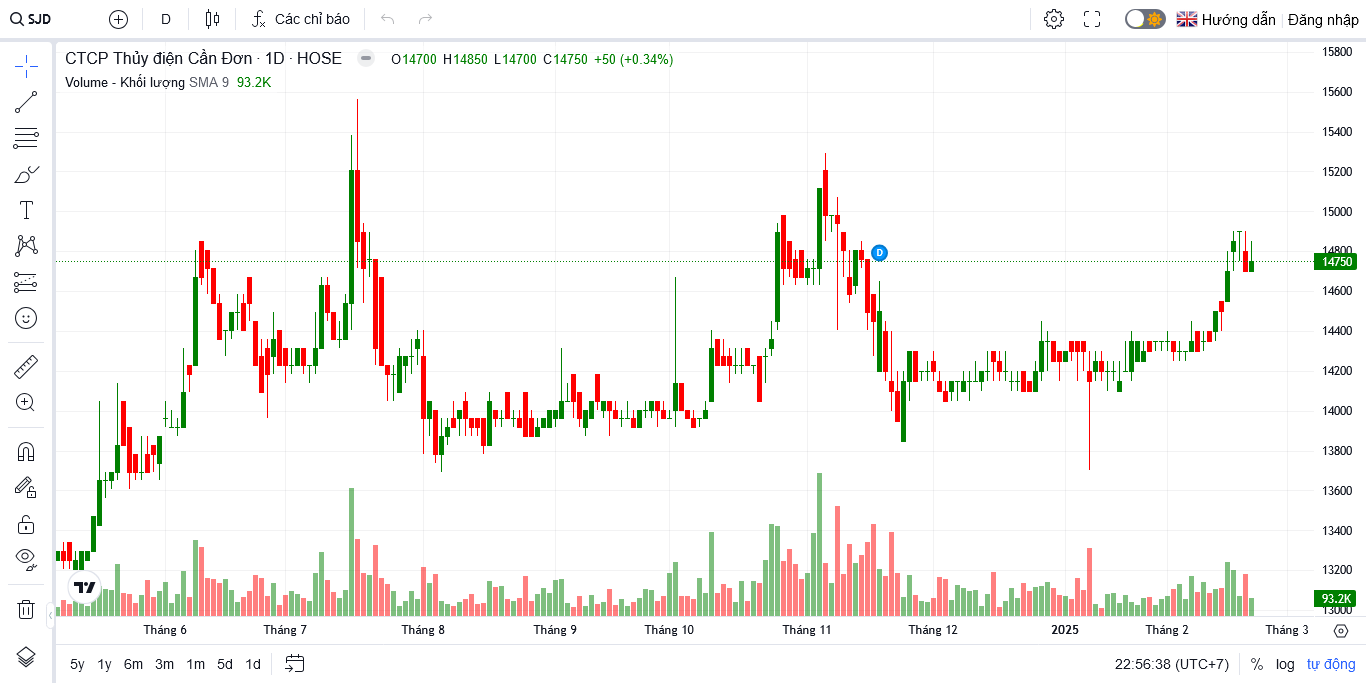 SJD D Các chỉ báo Hướng dẫn Đăng nhập
CTCP Thủy điện Cần Đơn · 1D · HOSE O14700 H14850 L14700 C14750 +50 (+0.34%)
Volume - Khối lượng SMA 9 93.2K
15800
15600
15400
15200
15000
14800
D
14750
14600
14400
14200
14000
13800
13600
13400
13200
93.2K
13000
Tháng 6 Tháng 7 Tháng 8 Tháng 9 Tháng 10 Tháng 11 Tháng 12 2025 Tháng 2 Tháng 3
5y 1y 6m 3m 1m 5d 1d 22:56:38 (UTC+7) % log tự động